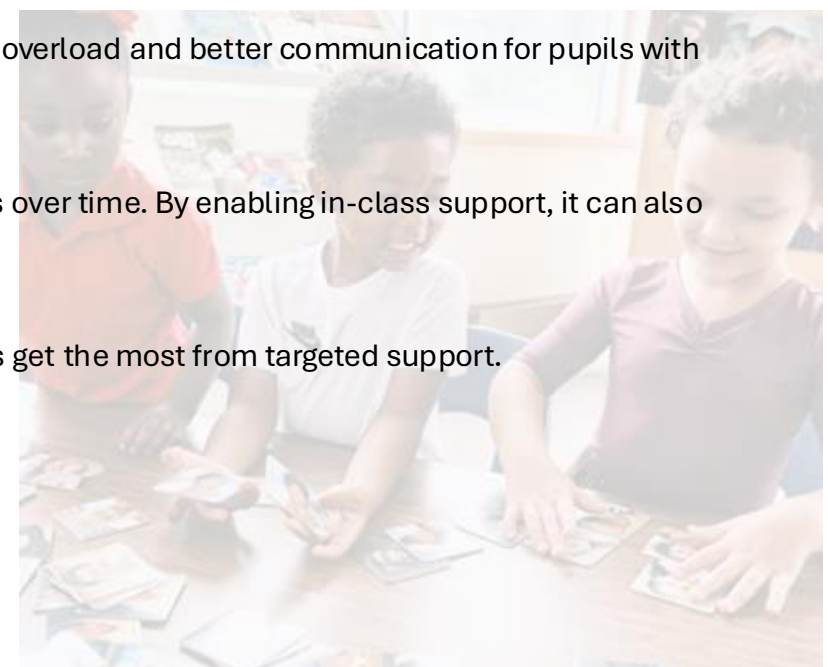 overload and better communication for pupils with
s over time. By enabling in-class support, it can also
s get the most from targeted support.